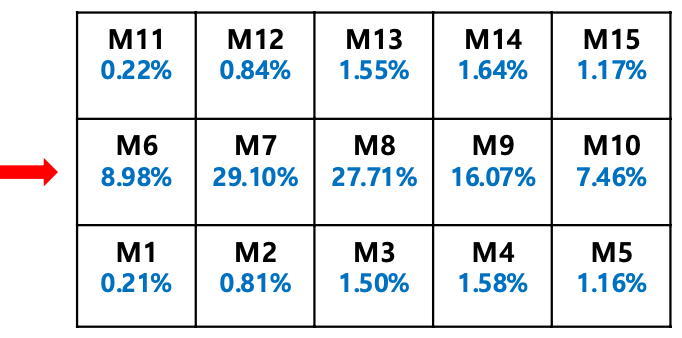 M11 M12 M13 M14 M15
0.22% 0.84% 1.55% 1.64% 1.17%
M6 M7 M8 M9 M10
8.98% 29.10% 27.71% 16.07% 7.46%
M1 M2 M3 M4 M5
0.21% 0.81% 1.50% 1.58% 1.16%